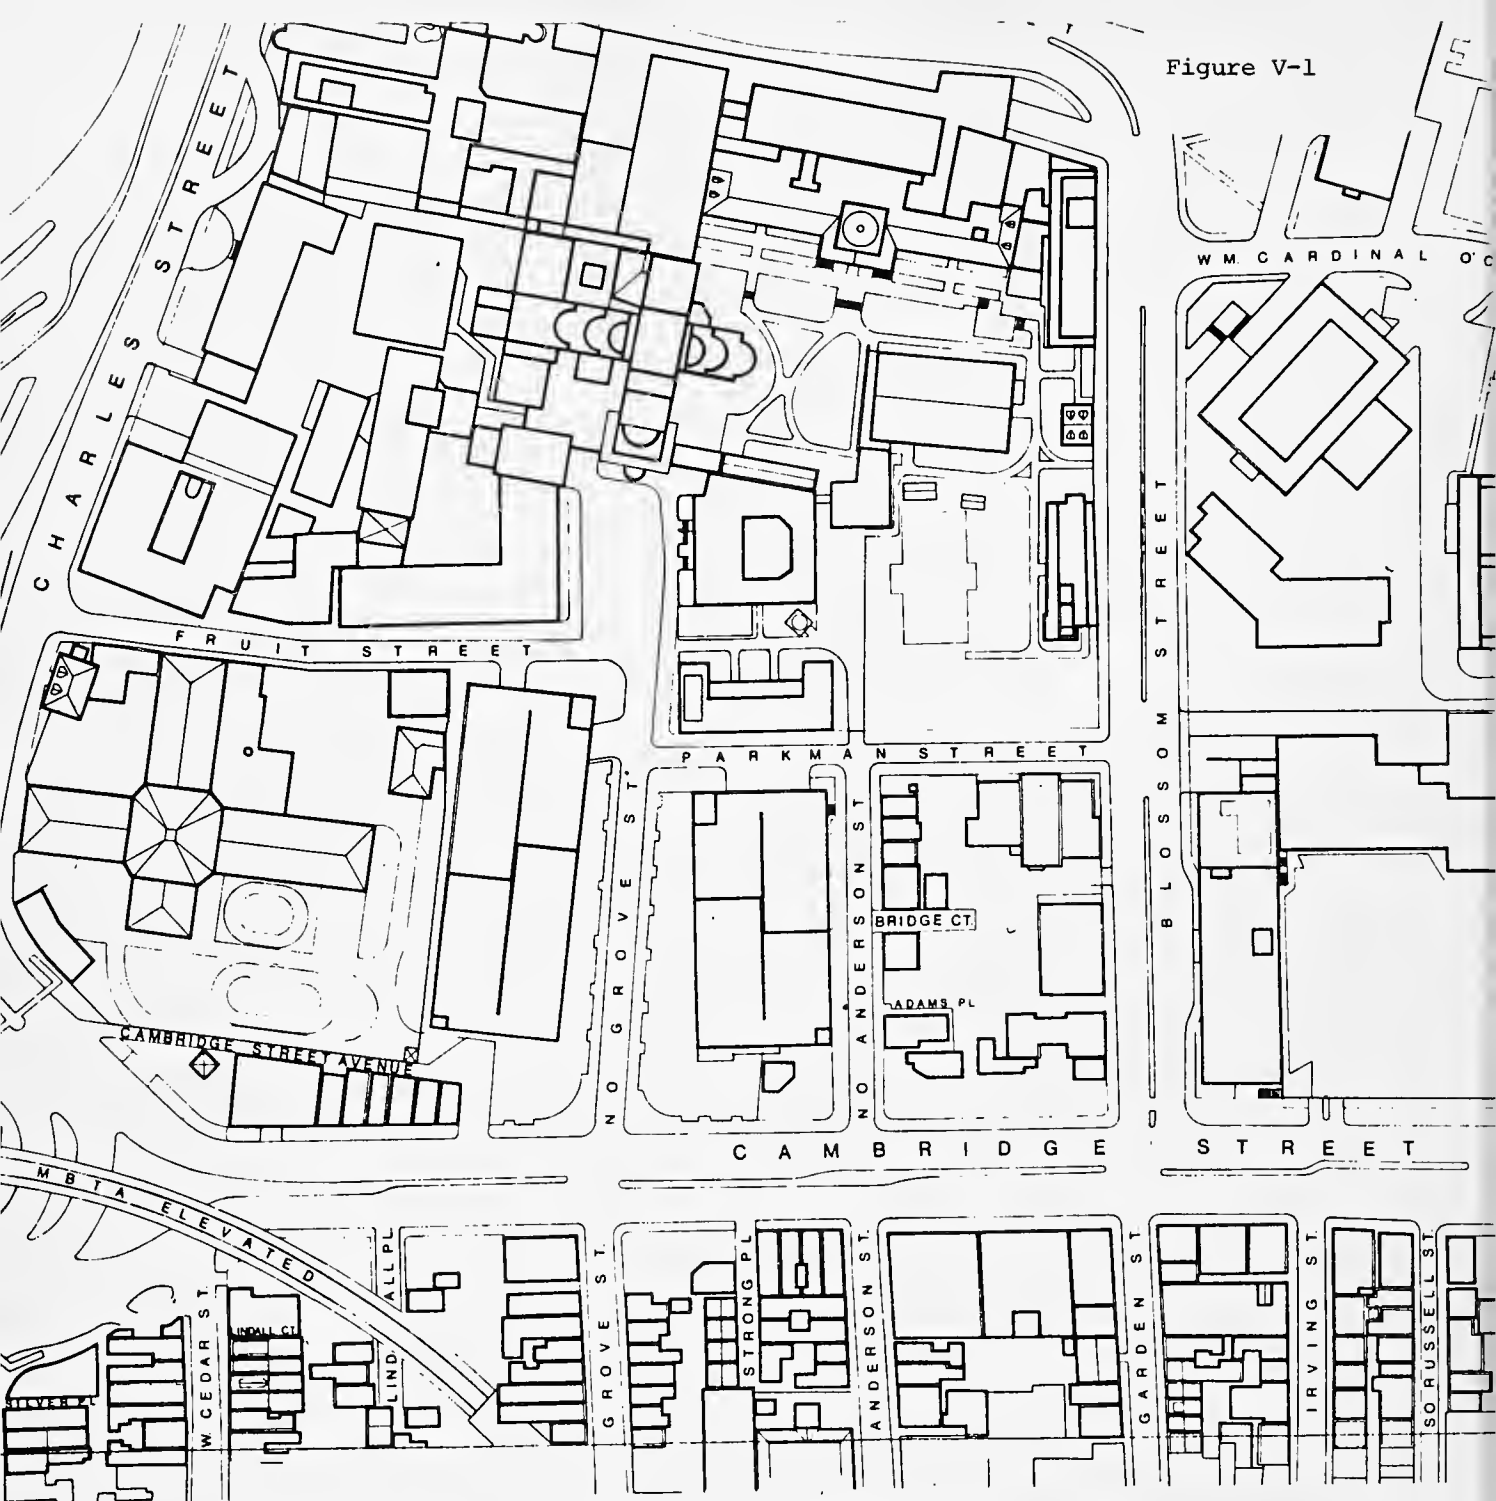 Figure V-1
CHARLES STREET
WM. CARDINAL O'C
FRUIT STREET
BLOSSOM STREET
PARKMAN STREET
NO GROVE ST.
NO ANDERSON ST
BRIDGE CT.
ADAMS PL
CAMBRIDGE STREET AVENUE
CAMBRIDGE STREET
MBTA ELEVATED
W. CEDAR ST.
LINDALL CT.
LINDALL PL.
GROVE ST.
STRONG PL
ANDERSON ST.
GARDEN ST.
IRVING ST.
SO RUSSELL ST.
SILVER PL